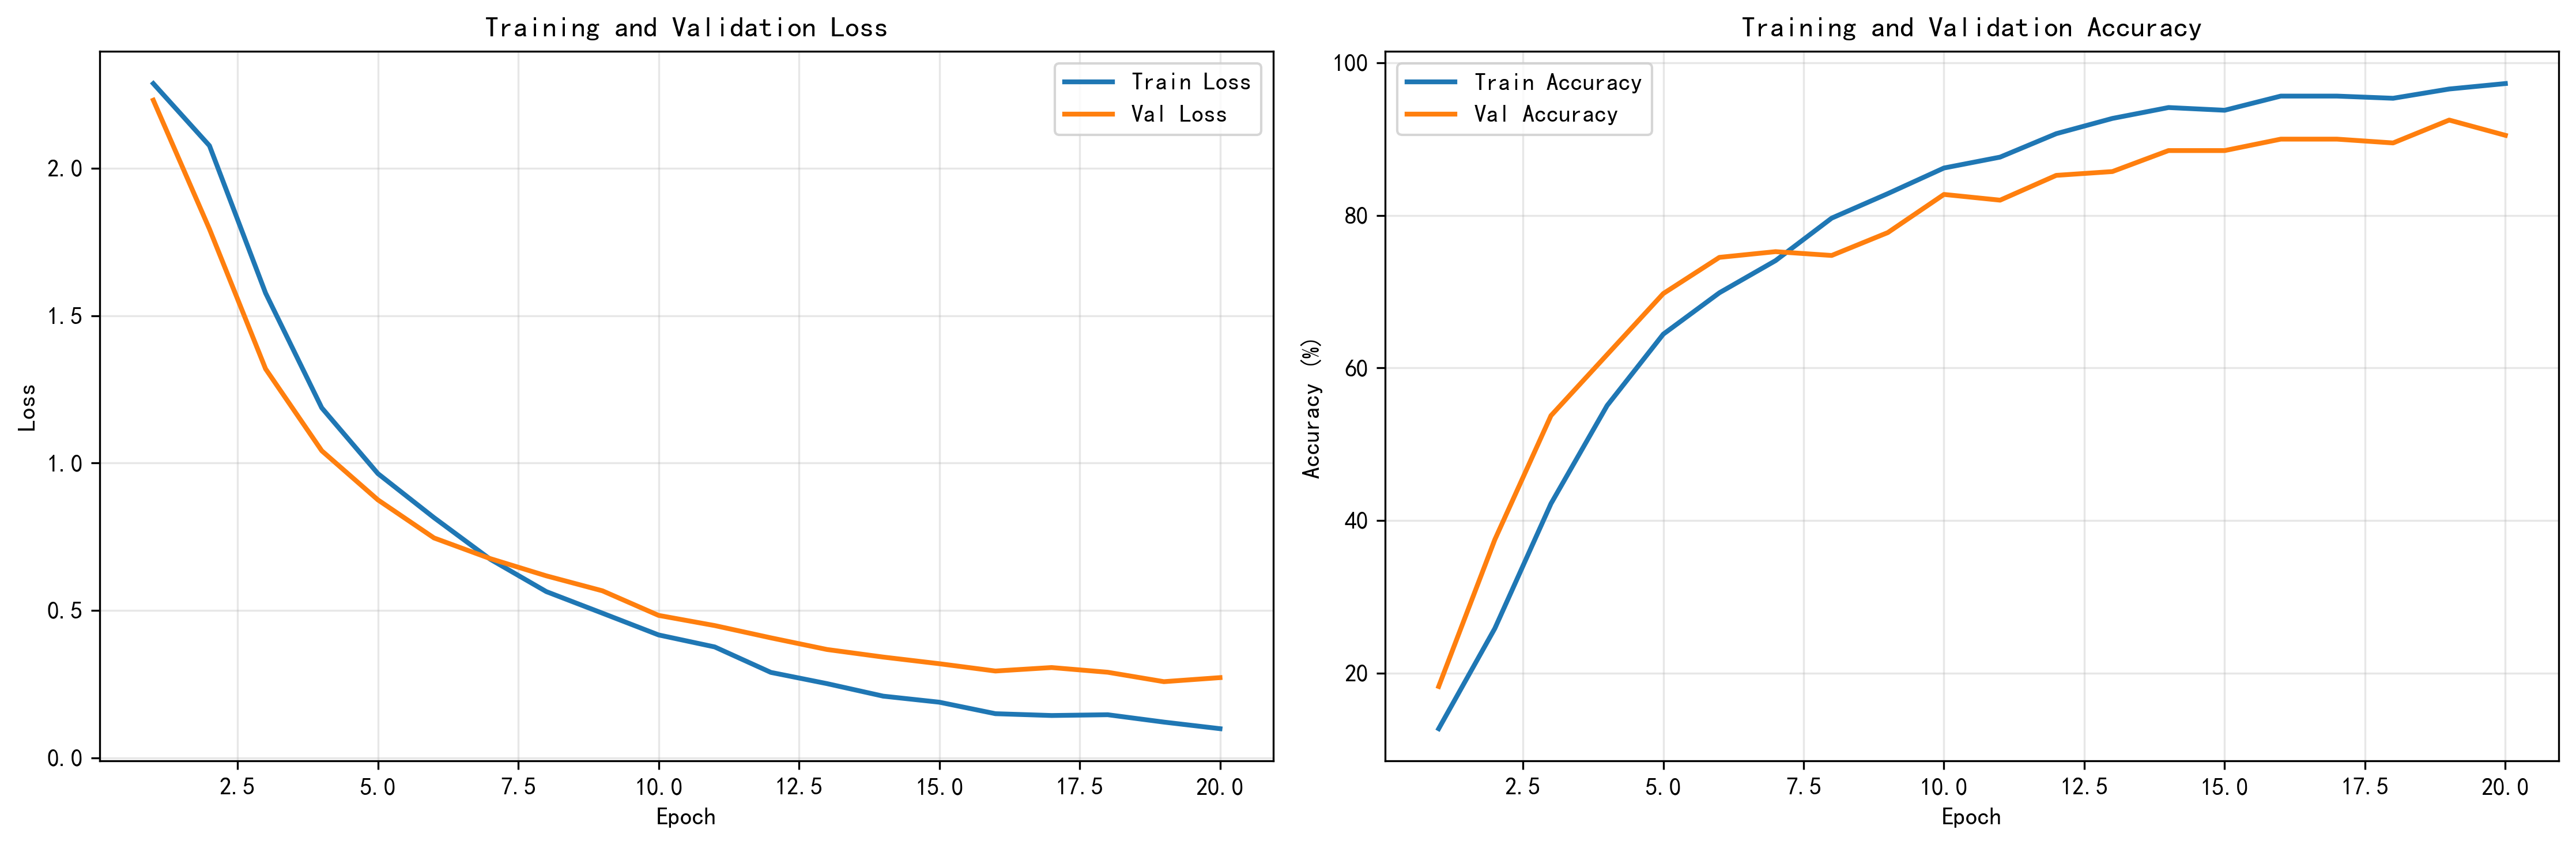 Training and Validation Loss
Train Loss
Val Loss
2.0
1.5
1.0
0.5
0.0
Loss
2.5 5.0 7.5 10.0 12.5 15.0 17.5 20.0
Epoch
Training and Validation Accuracy
Train Accuracy
Val Accuracy
100
80
60
40
20
Accuracy (%)
2.5 5.0 7.5 10.0 12.5 15.0 17.5 20.0
Epoch